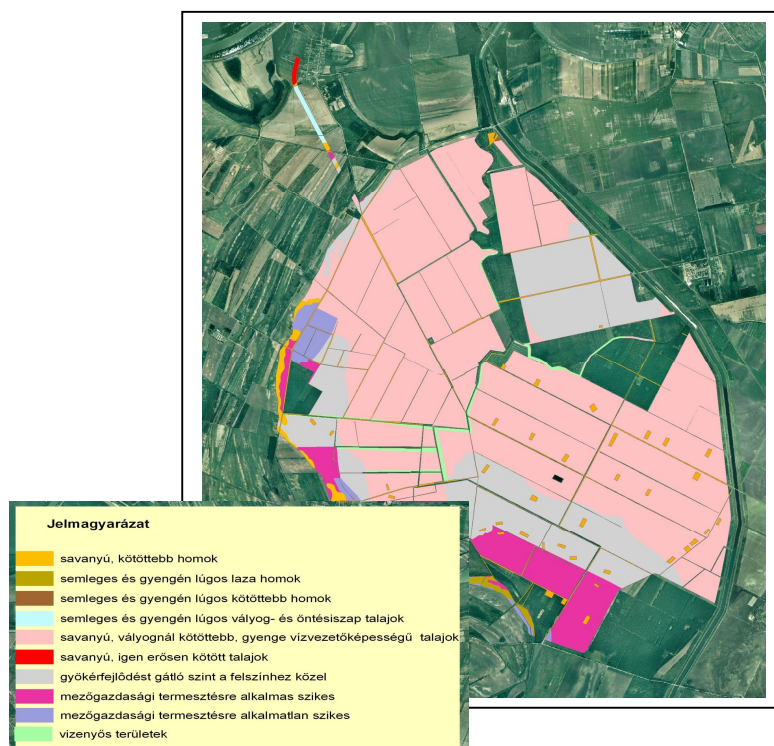 Jelmagyarázat
savanyú, kötöttebb homok
semleges és gyengén lúgos laza homok
semleges és gyengén lúgos kötöttebb homok
semleges és gyengén lúgos vályog- és öntésiszap talajok
savanyú, vályognál kötöttebb, gyenge vízvezetőképességű talajok
savanyú, igen erősen kötött talajok
gyökérfejlődést gátló szint a felszínhez közel
mezőgazdasági termesztésre alkalmas szikes
mezőgazdasági termesztésre alkalmatlan szikes
vizenyős területek